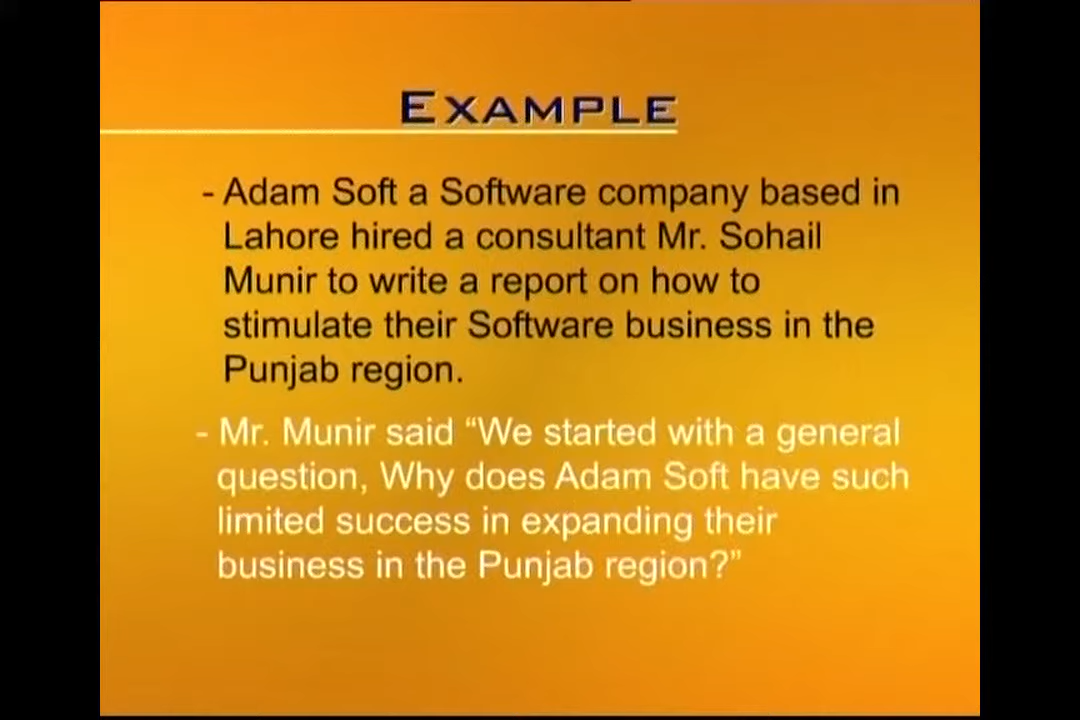 EXAMPLE
- Adam Soft a Software company based in
Lahore hired a consultant Mr. Sohail
Munir to write a report on how to
stimulate their Software business in the
Punjab region.
- Mr. Munir said “We started with a general
question, Why does Adam Soft have such
limited success in expanding their
business in the Punjab region?”